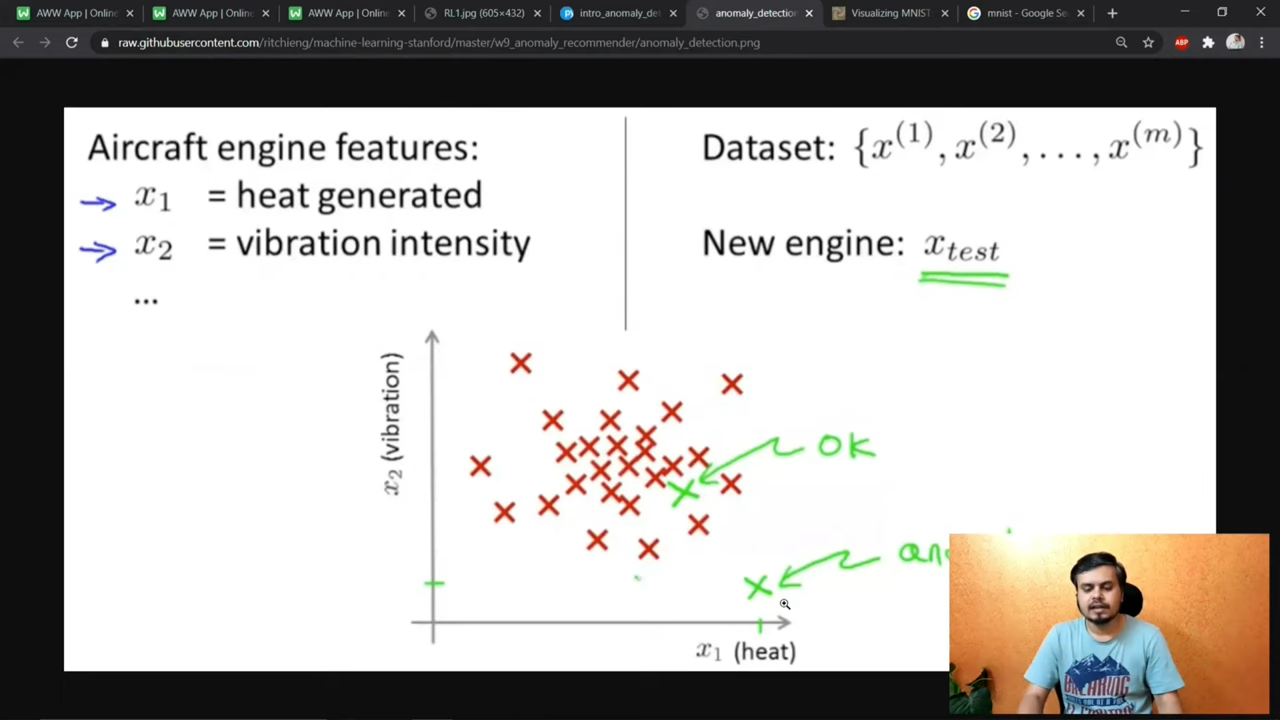 AWW App | Online
AWW App | Online
AWW App | Online
RL1.jpg (605×432)
intro_anomaly_de
anomaly_detection
Visualizing MNIST
mnist - Google Se
raw.githubusercontent.com/ritchieng/machine-learning-stanford/master/w9_anomaly_recommender/anomaly_detection.png
ABP
Aircraft engine features:
x₁ = heat generated
x₂ = vibration intensity
...
Dataset: {x⁽¹⁾, x⁽²⁾, . . . , x⁽ᵐ⁾}
New engine: x_test
x₂ (vibration)
OK
x₁ (heat)